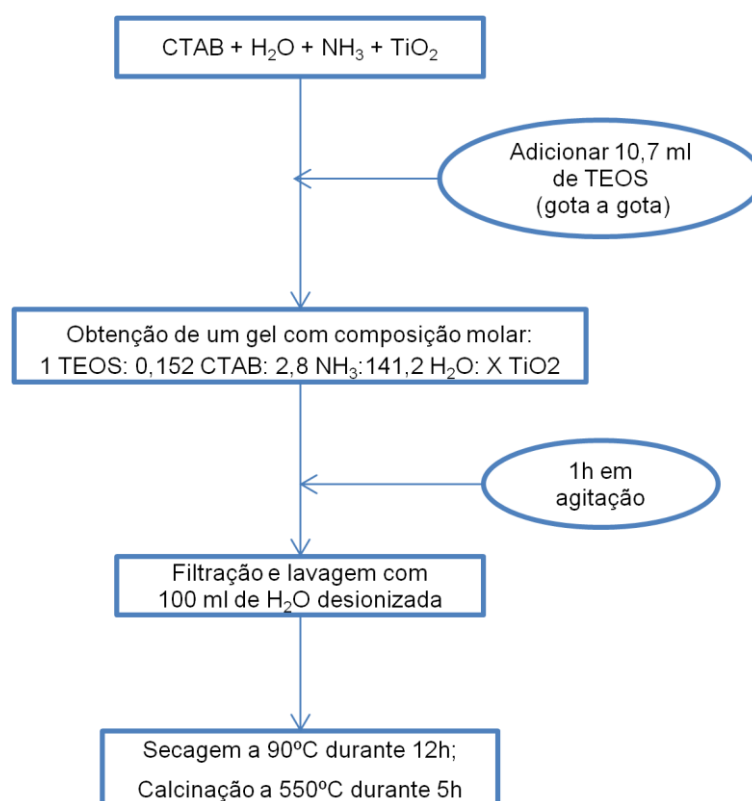 CTAB + H₂O + NH₃ + TiO₂
Adicionar 10,7 ml
de TEOS
(gota a gota)
Obtenção de um gel com composição molar:
1 TEOS: 0,152 CTAB: 2,8 NH₃:141,2 H₂O: X TiO2
1h em
agitação
Filtração e lavagem com
100 ml de H₂O desionizada
Secagem a 90ºC durante 12h;
Calcinação a 550ºC durante 5h